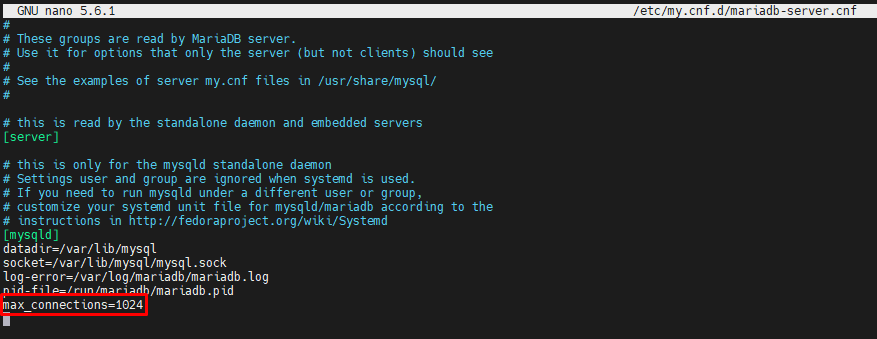 GNU nano 5.6.1 /etc/my.cnf.d/mariadb-server.cnf
#
# These groups are read by MariaDB server.
# Use it for options that only the server (but not clients) should see
#
# See the examples of server my.cnf files in /usr/share/mysql/
#
# this is read by the standalone daemon and embedded servers
[server]
# this is only for the mysqld standalone daemon
# Settings user and group are ignored when systemd is used.
# If you need to run mysqld under a different user or group,
# customize your systemd unit file for mysqld/mariadb according to the
# instructions in http://fedoraproject.org/wiki/Systemd
[mysqld]
datadir=/var/lib/mysql
socket=/var/lib/mysql/mysql.sock
log-error=/var/log/mariadb/mariadb.log
pid-file=/run/mariadb/mariadb.pid
max_connections=1024